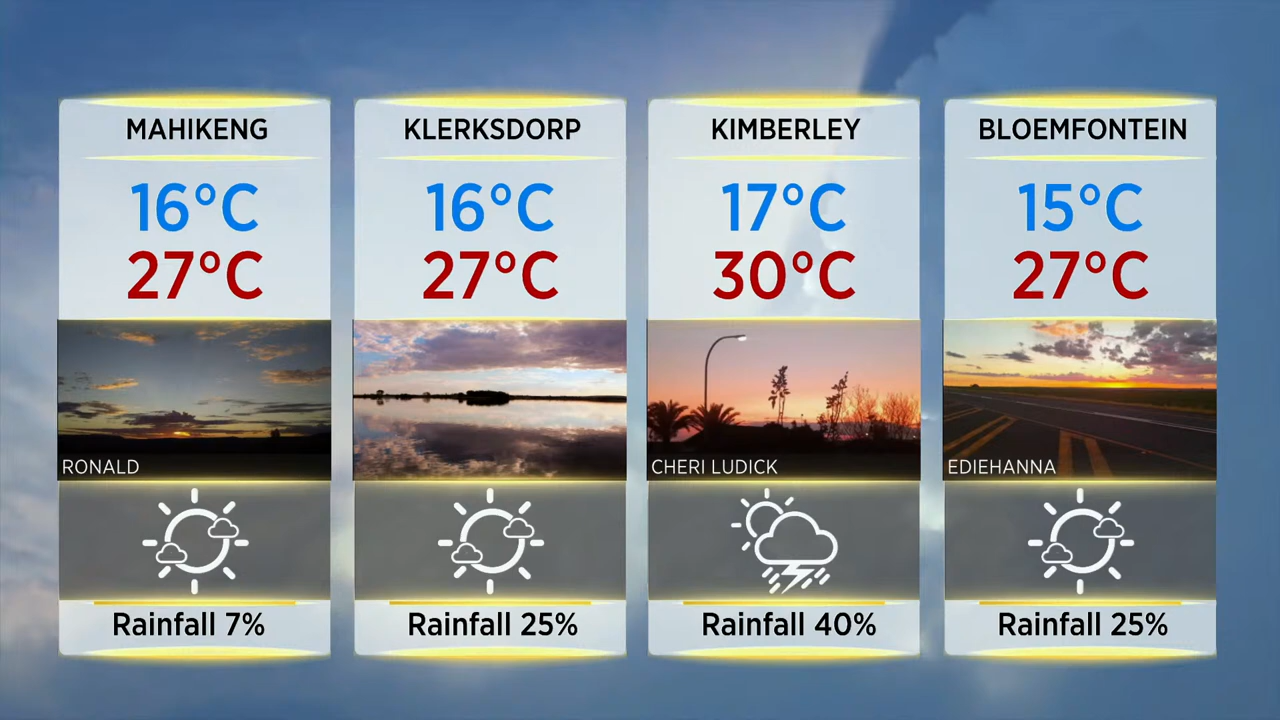 MAHIKENG
16°C
27°C
RONALD
Rainfall 7%
KLERKSDORP
16°C
27°C
Rainfall 25%
KIMBERLEY
17°C
30°C
CHERI LUDICK
Rainfall 40%
BLOEMFONTEIN
15°C
27°C
EDIEHANNA
Rainfall 25%